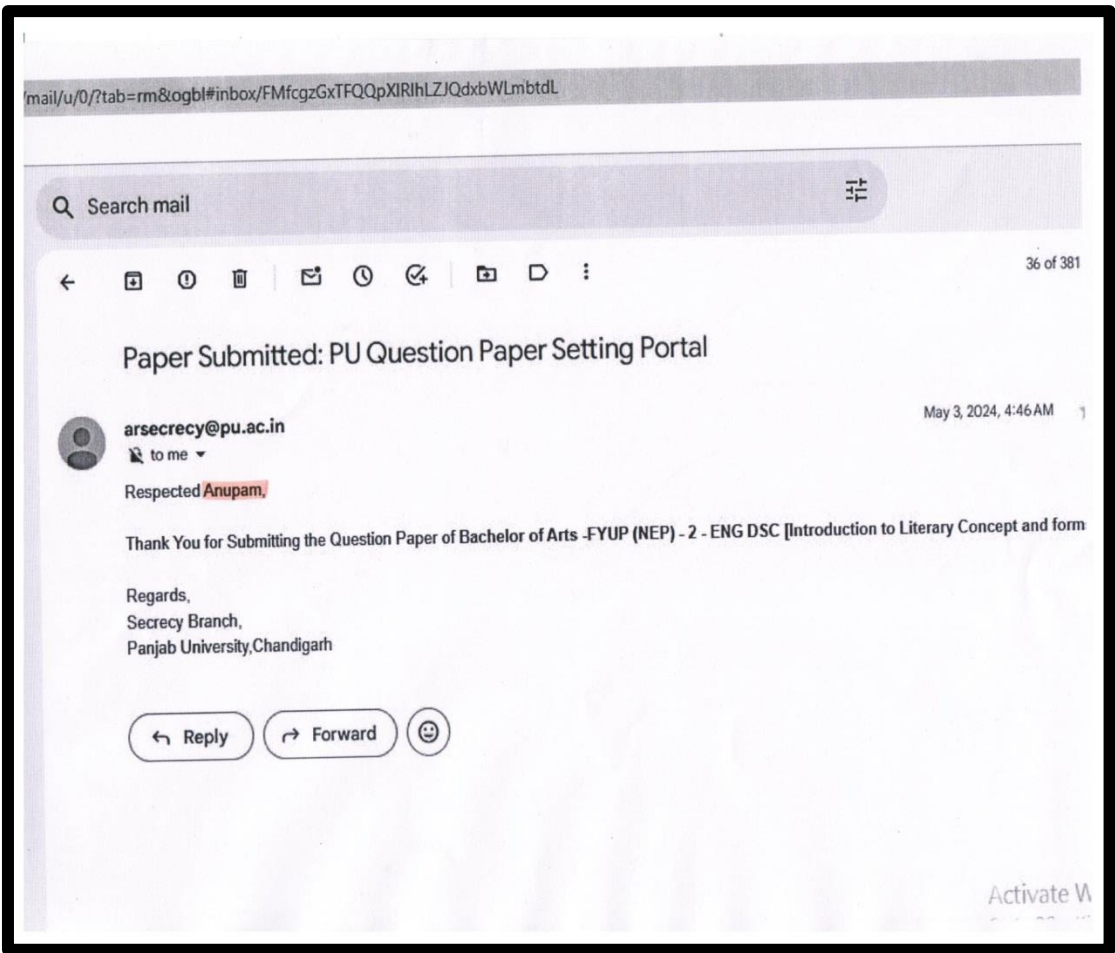 /mail/u/0/?tab=rm&ogbl#inbox/FMfcgzGxTFQQpXIRIhLZJQdxbWLmbtdL
Search mail
36 of 381
Paper Submitted: PU Question Paper Setting Portal
arsecrecy@pu.ac.in
May 3, 2024, 4:46 AM
to me
Respected Anupam,
Thank You for Submitting the Question Paper of Bachelor of Arts -FYUP (NEP) - 2 - ENG DSC [Introduction to Literary Concept and form
Regards,
Secrecy Branch,
Panjab University,Chandigarh
Reply
Forward
Activate W